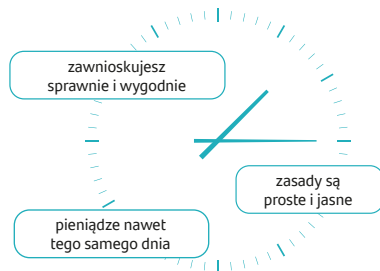 zawnioskujesz
sprawnie i wygodnie
zasady są
proste i jasne
pieniądze nawet
tego samego dnia